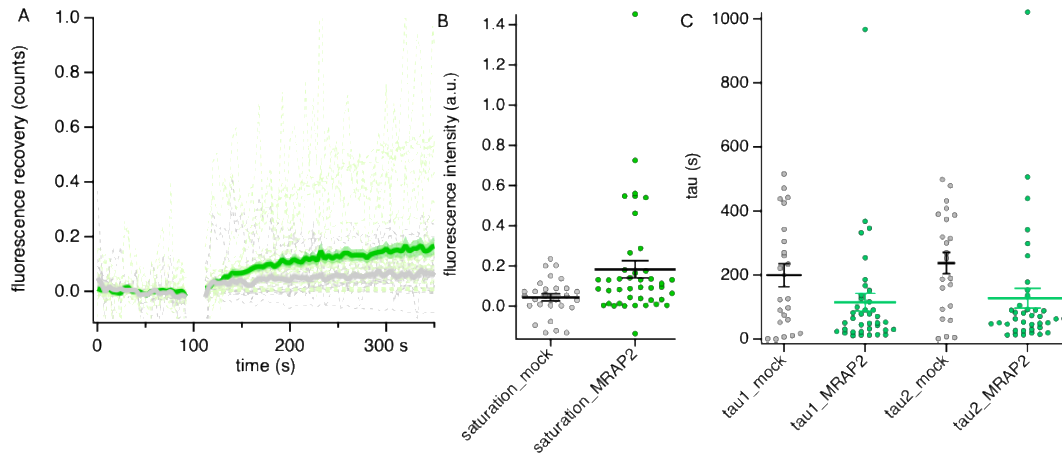 A
fluorescence recovery (counts)
1.0
0.8
0.6
0.4
0.2
0.0
0
100
200
300 s
time (s)
B
fluorescence intensity (a.u.)
1.4
1.2
1.0
0.8
0.6
0.4
0.2
0.0
saturation_mock
saturation_MRAP2
C
tau (s)
1000
800
600
400
200
0
tau1_mock
tau1_MRAP2
tau2_mock
tau2_MRAP2